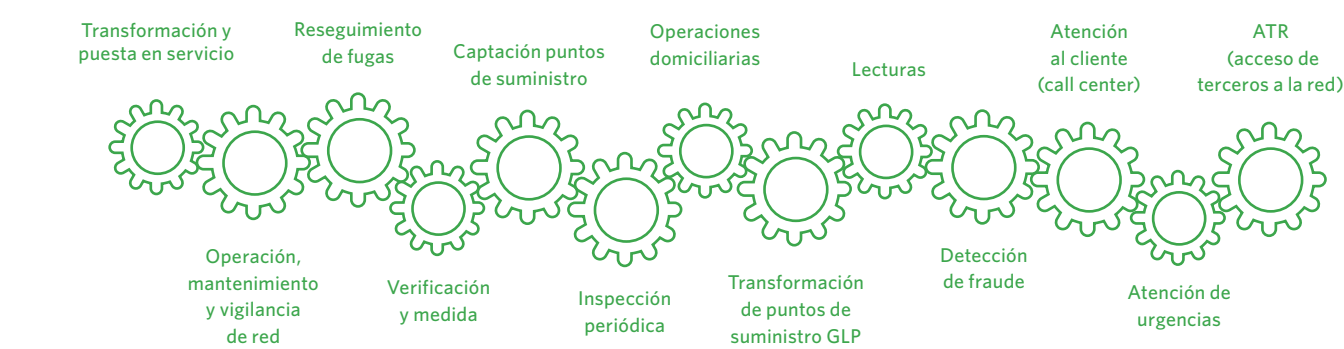 Transformación y
puesta en servicio
Operación,
mantenimiento
y vigilancia
de red
Reseguimiento
de fugas
Verificación
y medida
Captación puntos
de suministro
Inspección
periódica
Operaciones
domiciliarias
Transformación
de puntos de
suministro GLP
Lecturas
Detección
de fraude
Atención
al cliente
(call center)
Atención de
urgencias
ATR
(acceso de
terceros a la red)